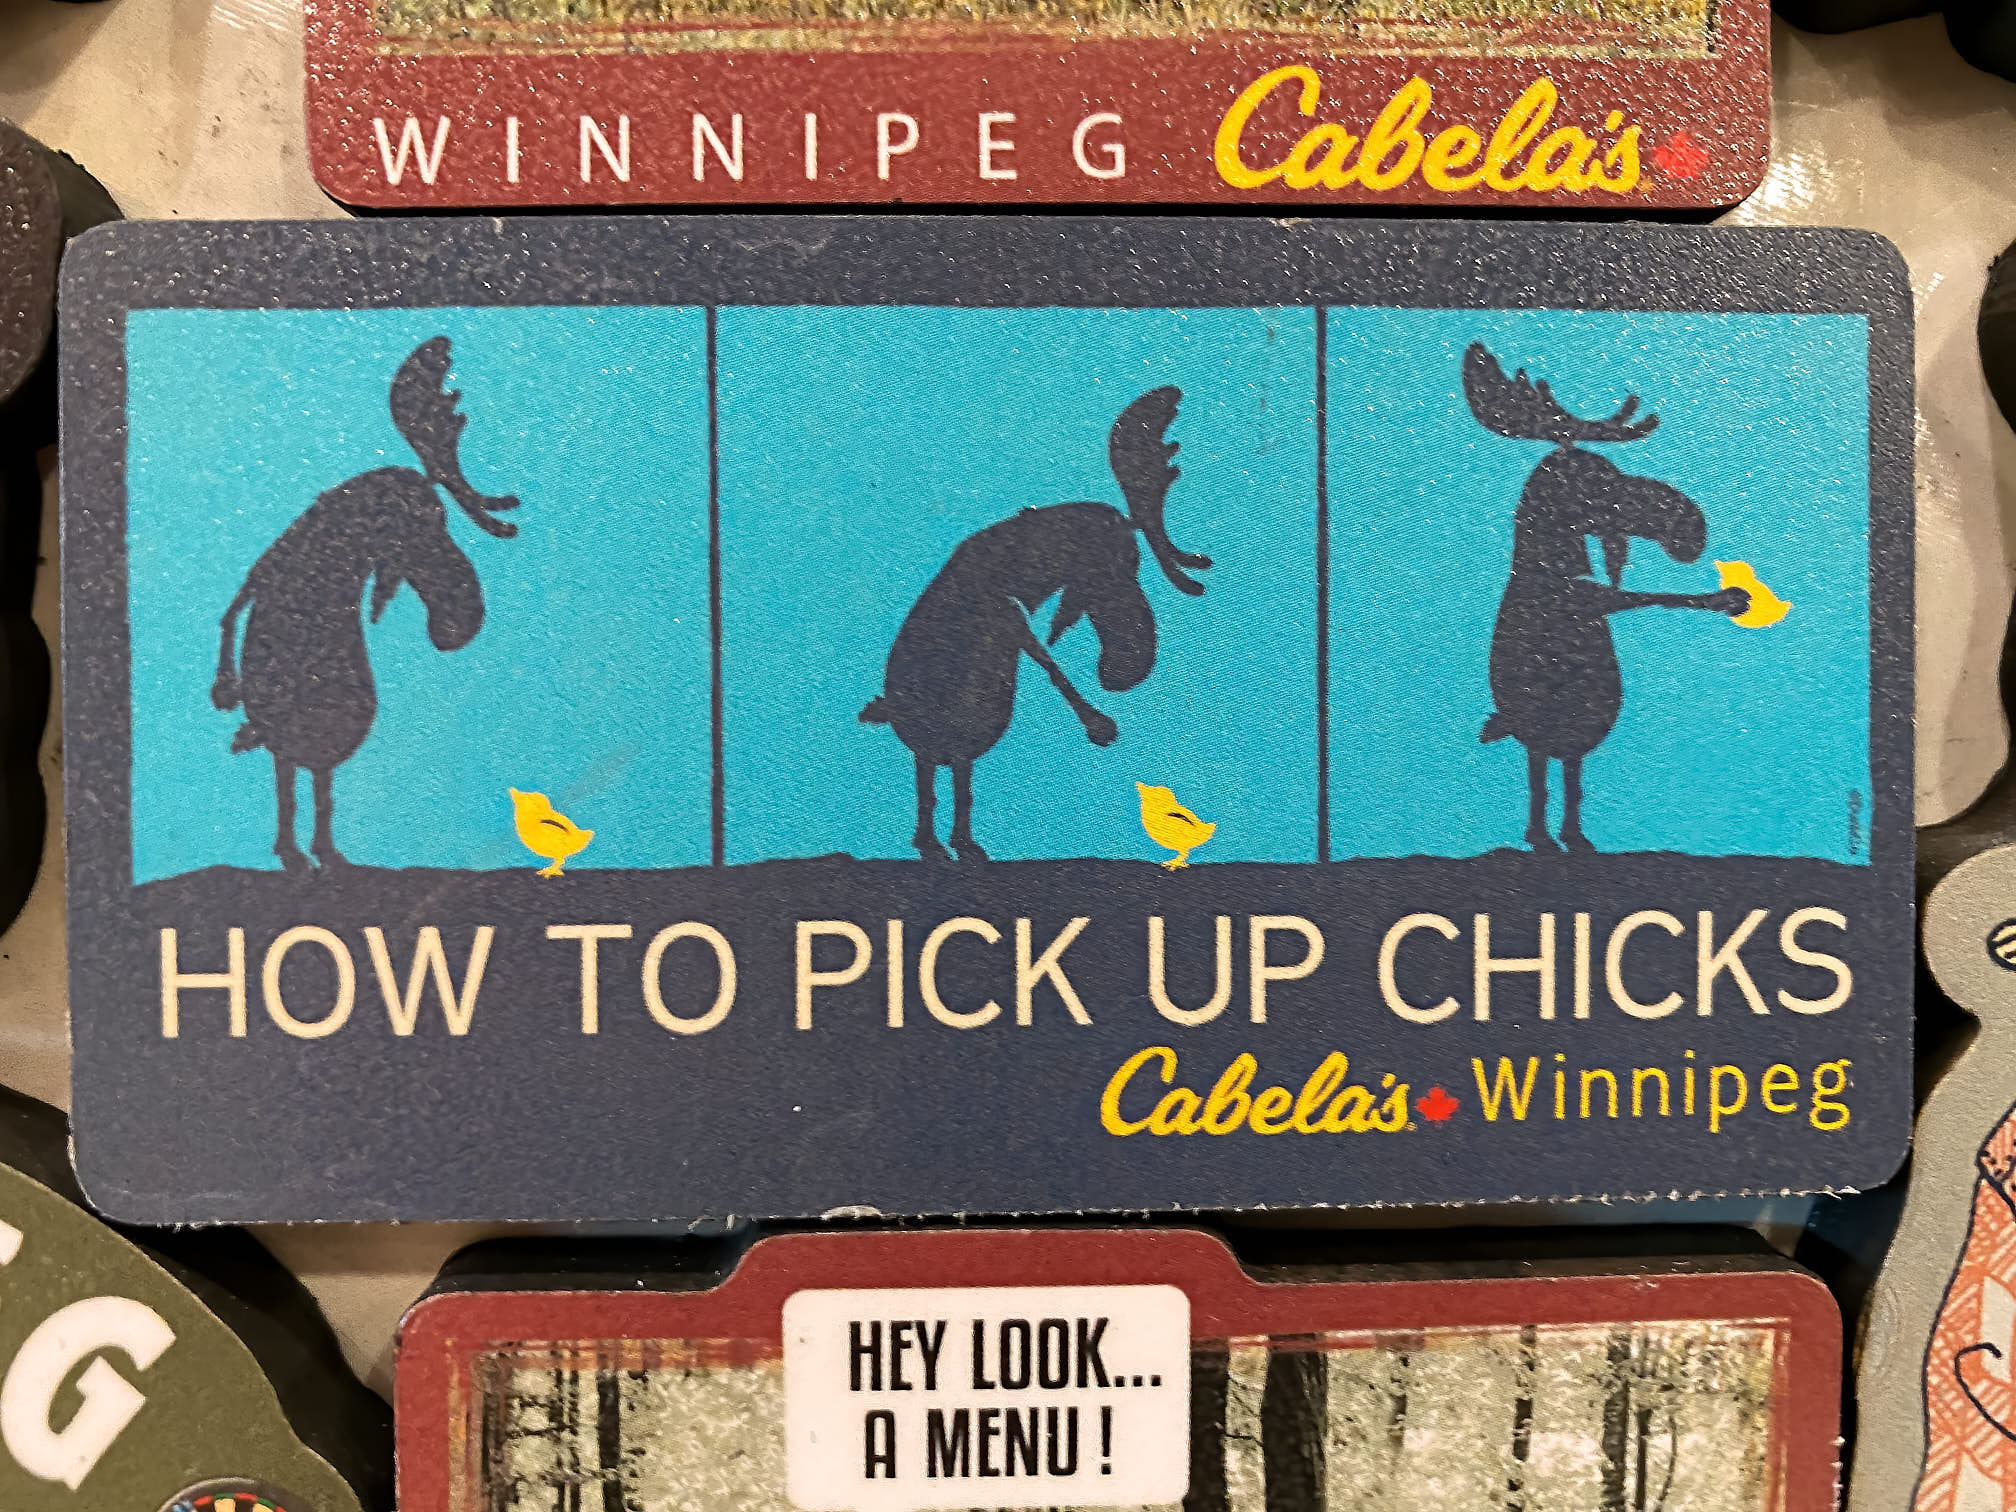 WINNIPEG Cabela's
HOW TO PICK UP CHICKS
Cabela's Winnipeg
G
HEY LOOK...
A MENU!